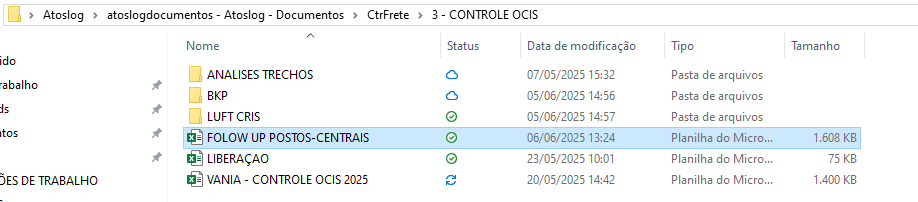 Atoslog > atoslogdocumentos - Atoslog - Documentos > CtrFrete > 3 - CONTROLE OCIS
Nome Status Data de modificação Tipo Tamanho
ANALISES TRECHOS 07/05/2025 15:32 Pasta de arquivos
BKP 05/06/2025 14:56 Pasta de arquivos
LUFT CRIS 05/06/2025 14:57 Pasta de arquivos
FOLOW UP POSTOS-CENTRAIS 06/06/2025 13:24 Planilha do Micro... 1.608 KB
LIBERAÇAO 23/05/2025 10:01 Planilha do Micro... 75 KB
VANIA - CONTROLE OCIS 2025 20/05/2025 14:42 Planilha do Micro... 1.400 KB
ido
rabalho
ds
ntos
ÕES DE TRABALHO